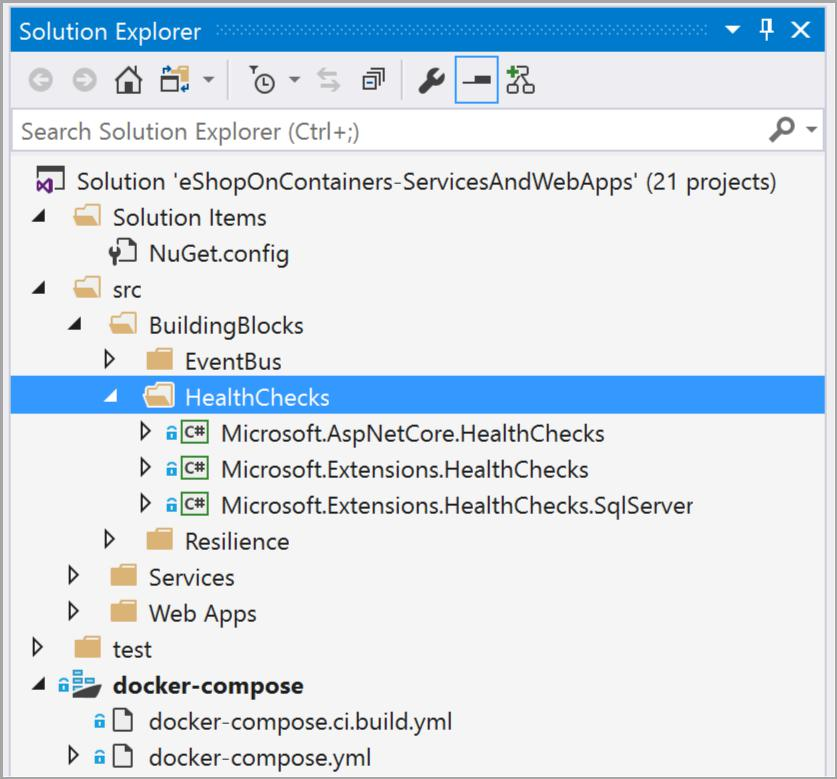 Solution Explorer
Search Solution Explorer (Ctrl+;)
Solution 'eShopOnContainers-ServicesAndWebApps' (21 projects)
Solution Items
NuGet.config
src
BuildingBlocks
EventBus
HealthChecks
C# Microsoft.AspNetCore.HealthChecks
C# Microsoft.Extensions.HealthChecks
C# Microsoft.Extensions.HealthChecks.SqlServer
Resilience
Services
Web Apps
test
docker-compose
docker-compose.ci.build.yml
docker-compose.yml